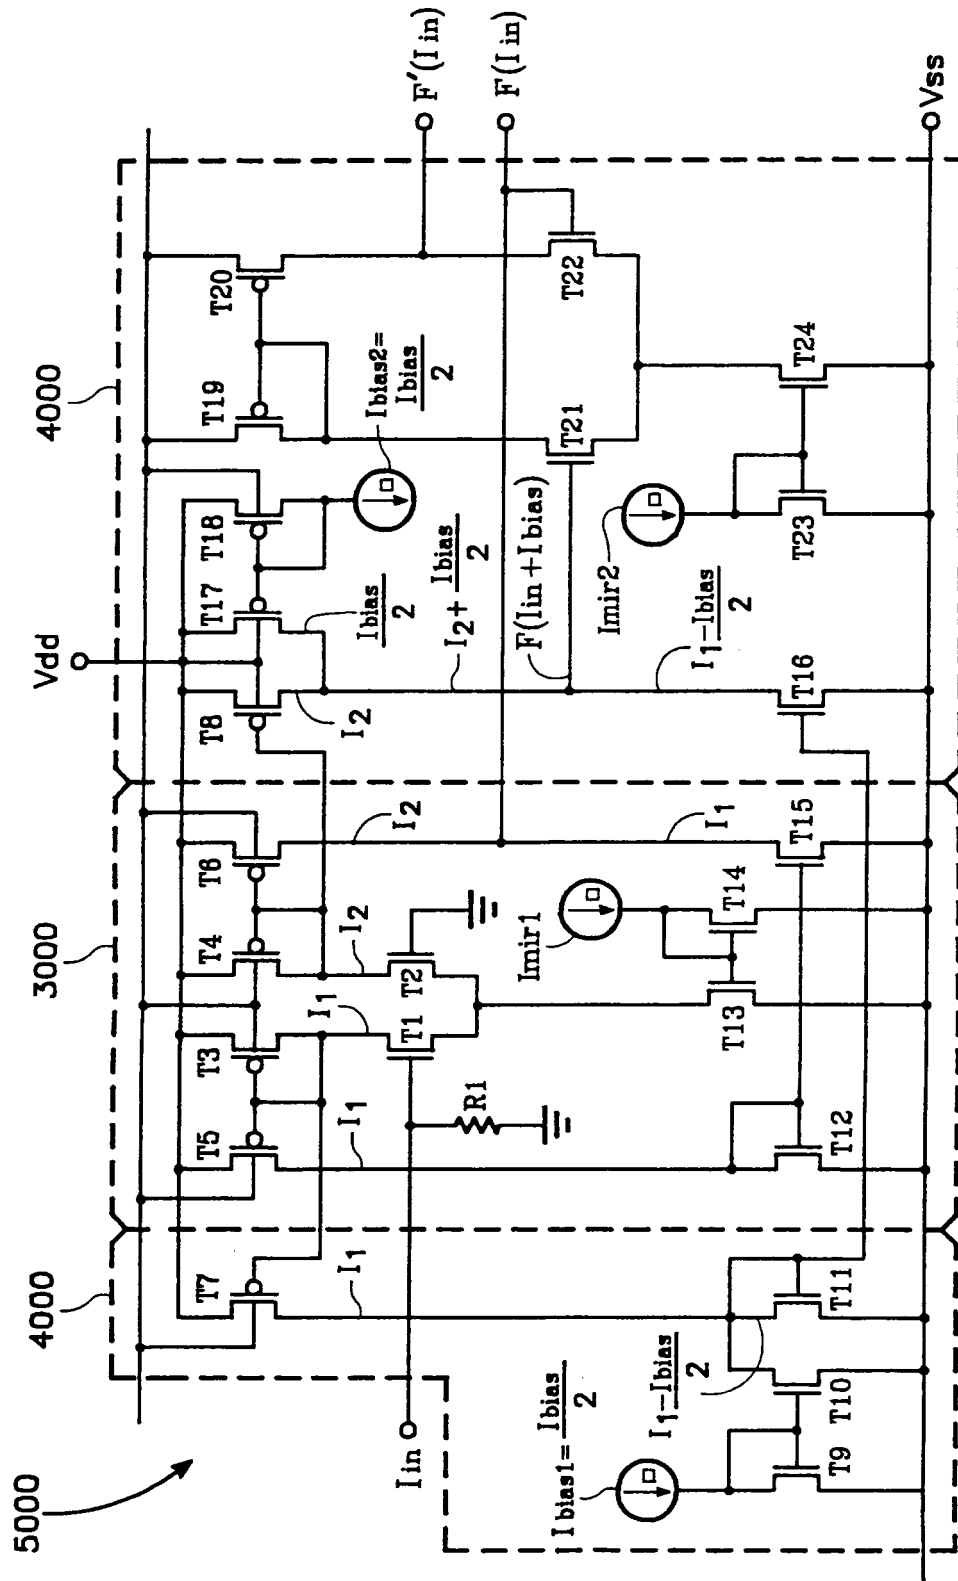 5000
4000
3000
4000
Vdd
T7
T5
T3
T4
T6
T8
T17
T18
T19
T20
I1
I1
I1
I2
I2
I2
Ibias
2
Ibias2=
Ibias
2
F'(Iin)
F(Iin)
Iin
R1
T1
T2
I2+ Ibias
2
F(Iin+Ibias)
T21
T22
Ibias1= Ibias
2
I1-Ibias
2
Imir1
I1
I1-Ibias
2
Imir2
T9
T10
T11
T12
T13
T14
T15
T16
T23
T24
Vss